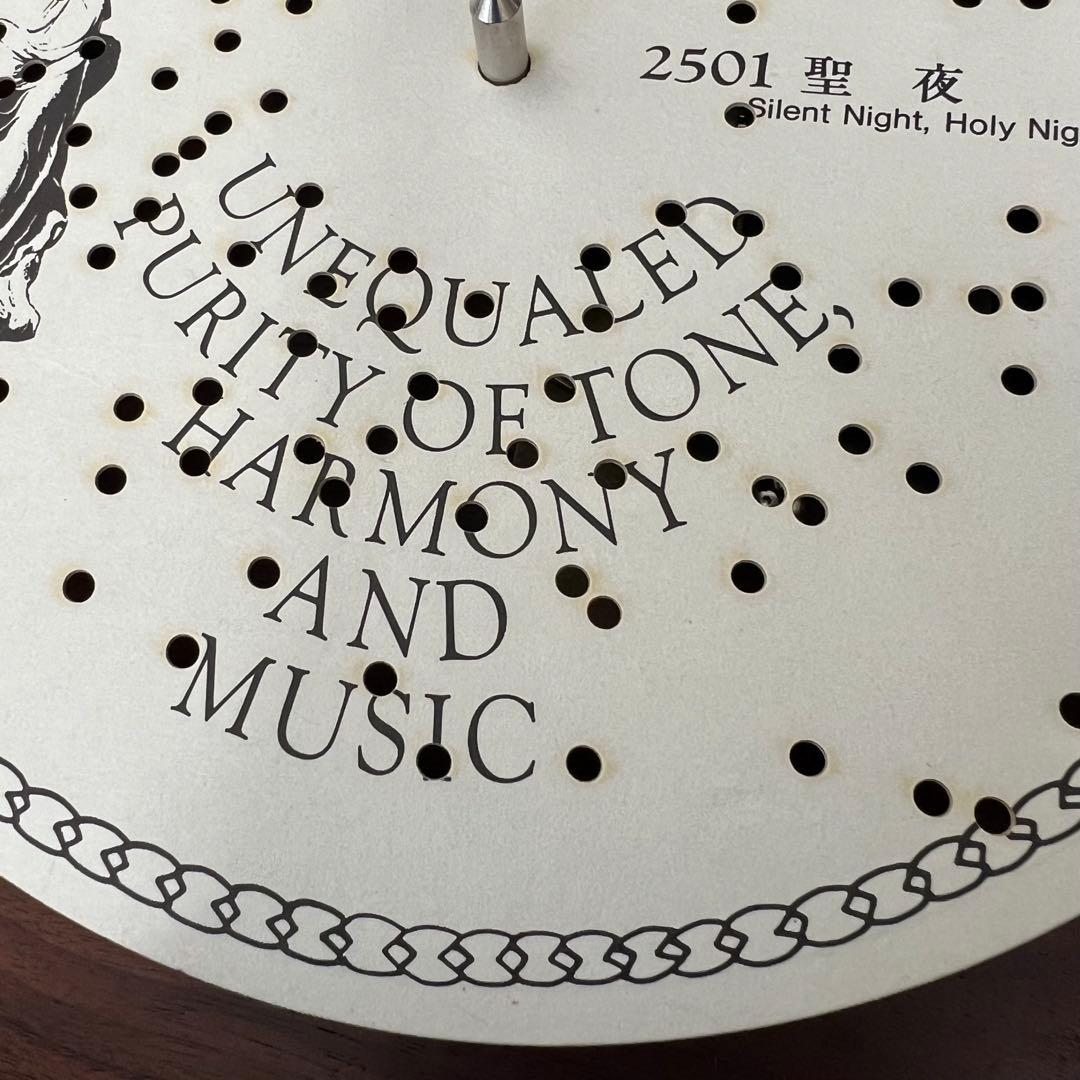 2501 聖 夜
Silent Night, Holy Nig
UNEQUALED
PURITY OF TONE,
HARMONY
AND
MUSIC